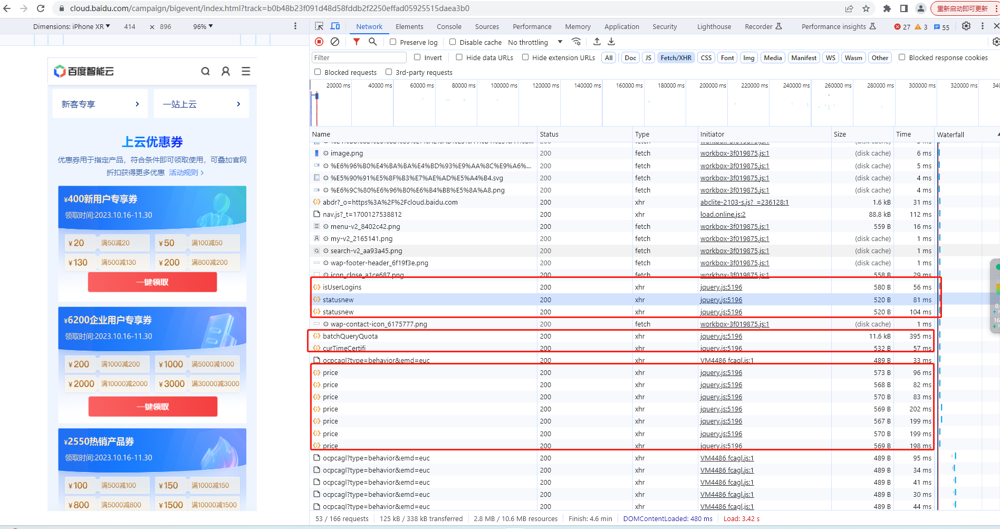 cloud.baidu.com/campaign/bigevent/index.html?track=b0b48b23f091d48d58fddb2f2250effad05925515daea3b0
重新启动即可更新
Dimensions: iPhone XR ▼ 414 × 896 96% ▼
Network Elements Console Sources Performance Memory Application Security Lighthouse Recorder Performance insights 27 3 55
Preserve log Disable cache No throttling
Filter Invert Hide data URLs Hide extension URLs All Doc JS Fetch/XHR CSS Font Img Media Manifest WS Wasm Other Blocked response cookies
Blocked requests 3rd-party requests
20000 ms 40000 ms 60000 ms 80000 ms 100000 ms 120000 ms 140000 ms 160000 ms 180000 ms 200000 ms 220000 ms 240000 ms 260000 ms 280000 ms 300000 ms 320000 ms 340
百度智能云
新客专享
一站上云
上云优惠券
优惠券用于指定产品，符合条件即可领取使用，可叠加官网
折扣获得更多优惠 活动规则 >
¥400新用户专享券
领取时间:2023.10.16-11.30
¥20 满50减20 ¥50 满100减50
¥130 满500减130 ¥200 满800减200
一键领取
¥6200企业用户专享券
领取时间:2023.10.16-11.30
¥200 满1000减200 ¥1000 满5000减1000
¥2000 满10000减2000 ¥3000 满30000减3000
一键领取
¥2550热销产品券
领取时间:2023.10.16-11.30
¥100 满500减100 ¥150 满1000减150
¥800 满5000减800 ¥1500 满10000减1500
Name Status Type Initiator Size Time Waterfall
image.png 200 fetch workbox-3f019875.js:1 (disk cache) 6 ms
%E6%96%B0%E4%BA%BA%E4%BD%93%E9%AA%8C%E9%A6%... 200 fetch workbox-3f019875.js:1 (disk cache) 5 ms
%E5%90%91%E5%8F%B3%E7%AE%AD%E5%A4%B4.svg 200 fetch workbox-3f019875.js:1 (disk cache) 4 ms
%E6%9C%80%E6%96%B0%E6%B4%BB%E5%8A%A8.png 200 fetch workbox-3f019875.js:1 (disk cache) 4 ms
abdr?_o=https%3A%2F%2Fcloud.baidu.com 200 xhr abclite-2103-s.js?_=236128:1 1.6 kB 31 ms
nav.js?_t=1700127538812 200 xhr load.online.js:2 88.8 kB 112 ms
menu-v2_8402c42.png 200 fetch workbox-3f019875.js:1 559 B 16 ms
my-v2_2165141.png 200 fetch workbox-3f019875.js:1 (disk cache) 1 ms
search-v2_aa93a45.png 200 fetch workbox-3f019875.js:1 (disk cache) 1 ms
wap-footer-header_6f19f3e.png 200 fetch workbox-3f019875.js:1 (disk cache) 1 ms
icon_close_a1ce687.png 200 fetch workbox-3f019875.js:1 558 B 29 ms
isUserLogins 200 xhr jquery.js:5196 580 B 56 ms
statusnew 200 xhr jquery.js:5196 520 B 81 ms
statusnew 200 xhr jquery.js:5196 520 B 104 ms
wap-contact-icon_6175777.png 200 fetch workbox-3f019875.js:1 (disk cache) 1 ms
batchQueryQuota 200 xhr jquery.js:5196 11.6 kB 395 ms
curTimeCertifi 200 xhr jquery.js:5196 532 B 57 ms
ocpcagl?type=behavior&emd=euc 200 xhr VM4486 fcagl.js:1 489 B 33 ms
price 200 xhr jquery.js:5196 573 B 96 ms
price 200 xhr jquery.js:5196 568 B 82 ms
price 200 xhr jquery.js:5196 570 B 83 ms
price 200 xhr jquery.js:5196 569 B 202 ms
price 200 xhr jquery.js:5196 567 B 199 ms
price 200 xhr jquery.js:5196 570 B 199 ms
price 200 xhr jquery.js:5196 569 B 198 ms
ocpcagl?type=behavior&emd=euc 200 xhr VM4486 fcagl.js:1 489 B 95 ms
ocpcagl?type=behavior&emd=euc 200 xhr VM4486 fcagl.js:1 489 B 34 ms
ocpcagl?type=behavior&emd=euc 200 xhr VM4486 fcagl.js:1 489 B 41 ms
ocpcagl?type=behavior&emd=euc 200 xhr VM4486 fcagl.js:1 489 B 30 ms
ocpcagl?type=behavior&emd=euc 200 xhr VM4486 fcagl.js:1 489 B 44 ms
53 / 166 requests 125 kB / 338 kB transferred 2.8 MB / 10.6 MB resources Finish: 4.6 min DOMContentLoaded: 480 ms Load: 3.42 s